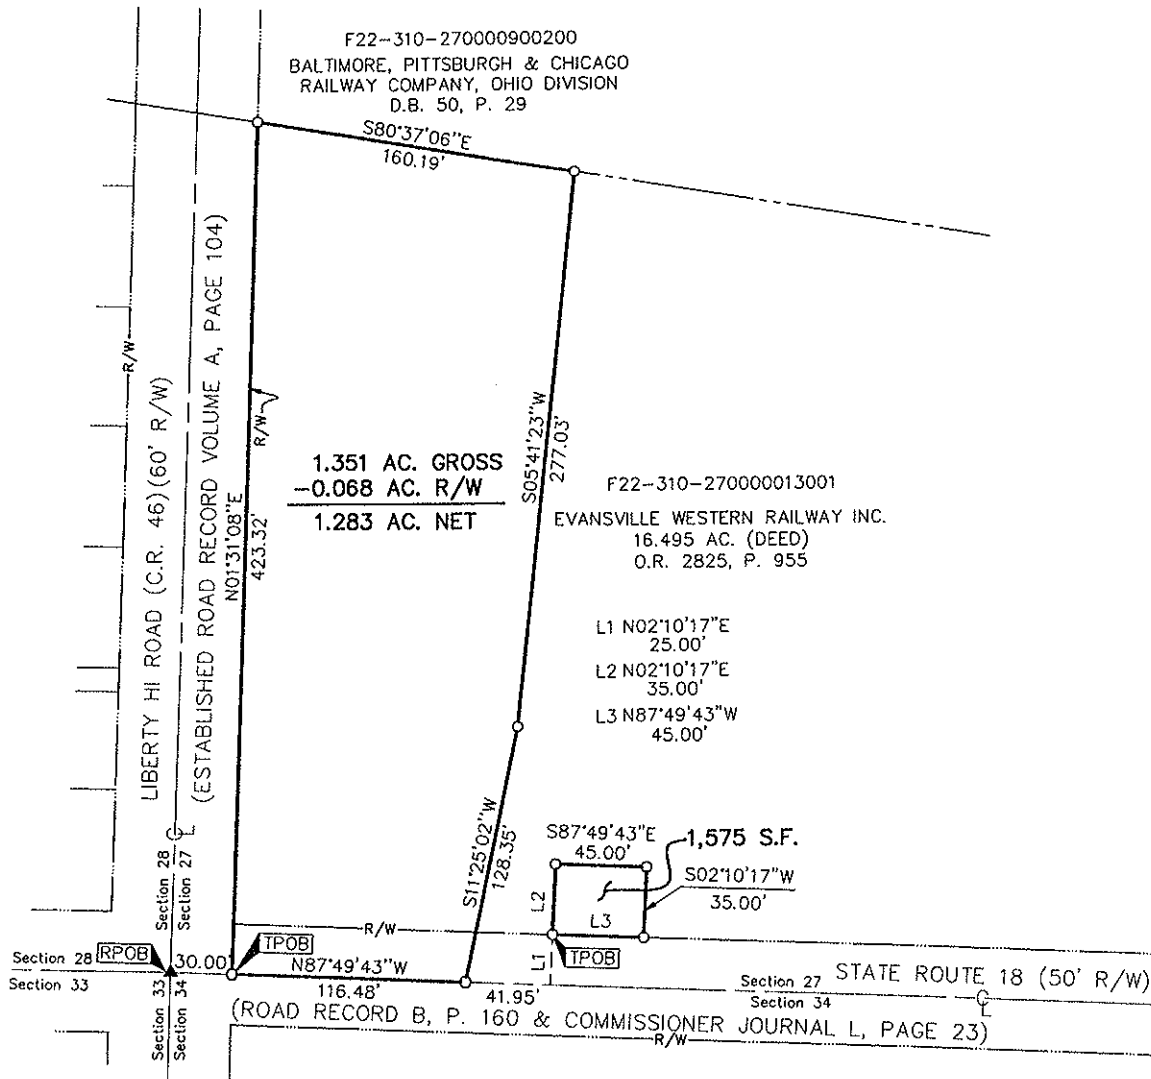 F22-310-270000900200
BALTIMORE, PITTSBURGH & CHICAGO
RAILWAY COMPANY, OHIO DIVISION
D.B. 50, P. 29
S80°37'06"E
160.19'
R/W
LIBERTY HI ROAD (C.R. 46)(60' R/W)
(ESTABLISHED ROAD RECORD VOLUME A, PAGE 104)
N01°31'08"E
423.32'
R/W
1.351 AC. GROSS
-0.068 AC. R/W
1.283 AC. NET
S05°41'23"W
277.03'
F22-310-270000013001
EVANSVILLE WESTERN RAILWAY INC.
16.495 AC. (DEED)
O.R. 2825, P. 955
L1 N02°10'17"E
25.00'
L2 N02°10'17"E
35.00'
L3 N87°49'43"W
45.00'
S11°25'02"W
128.35'
S87°49'43"E
45.00'
1,575 S.F.
S02°10'17"W
35.00'
L2
L3
L1
CL
Section 28
Section 27
R/W
TPOB
TPOB
RPOB
30.00'
Section 28
Section 33
Section 33
Section 34
N87°49'43"W
116.48'
41.95'
Section 27
Section 34
STATE ROUTE 18 (50' R/W)
CL
(ROAD RECORD B, P. 160 & COMMISSIONER JOURNAL L, PAGE 23)
R/W